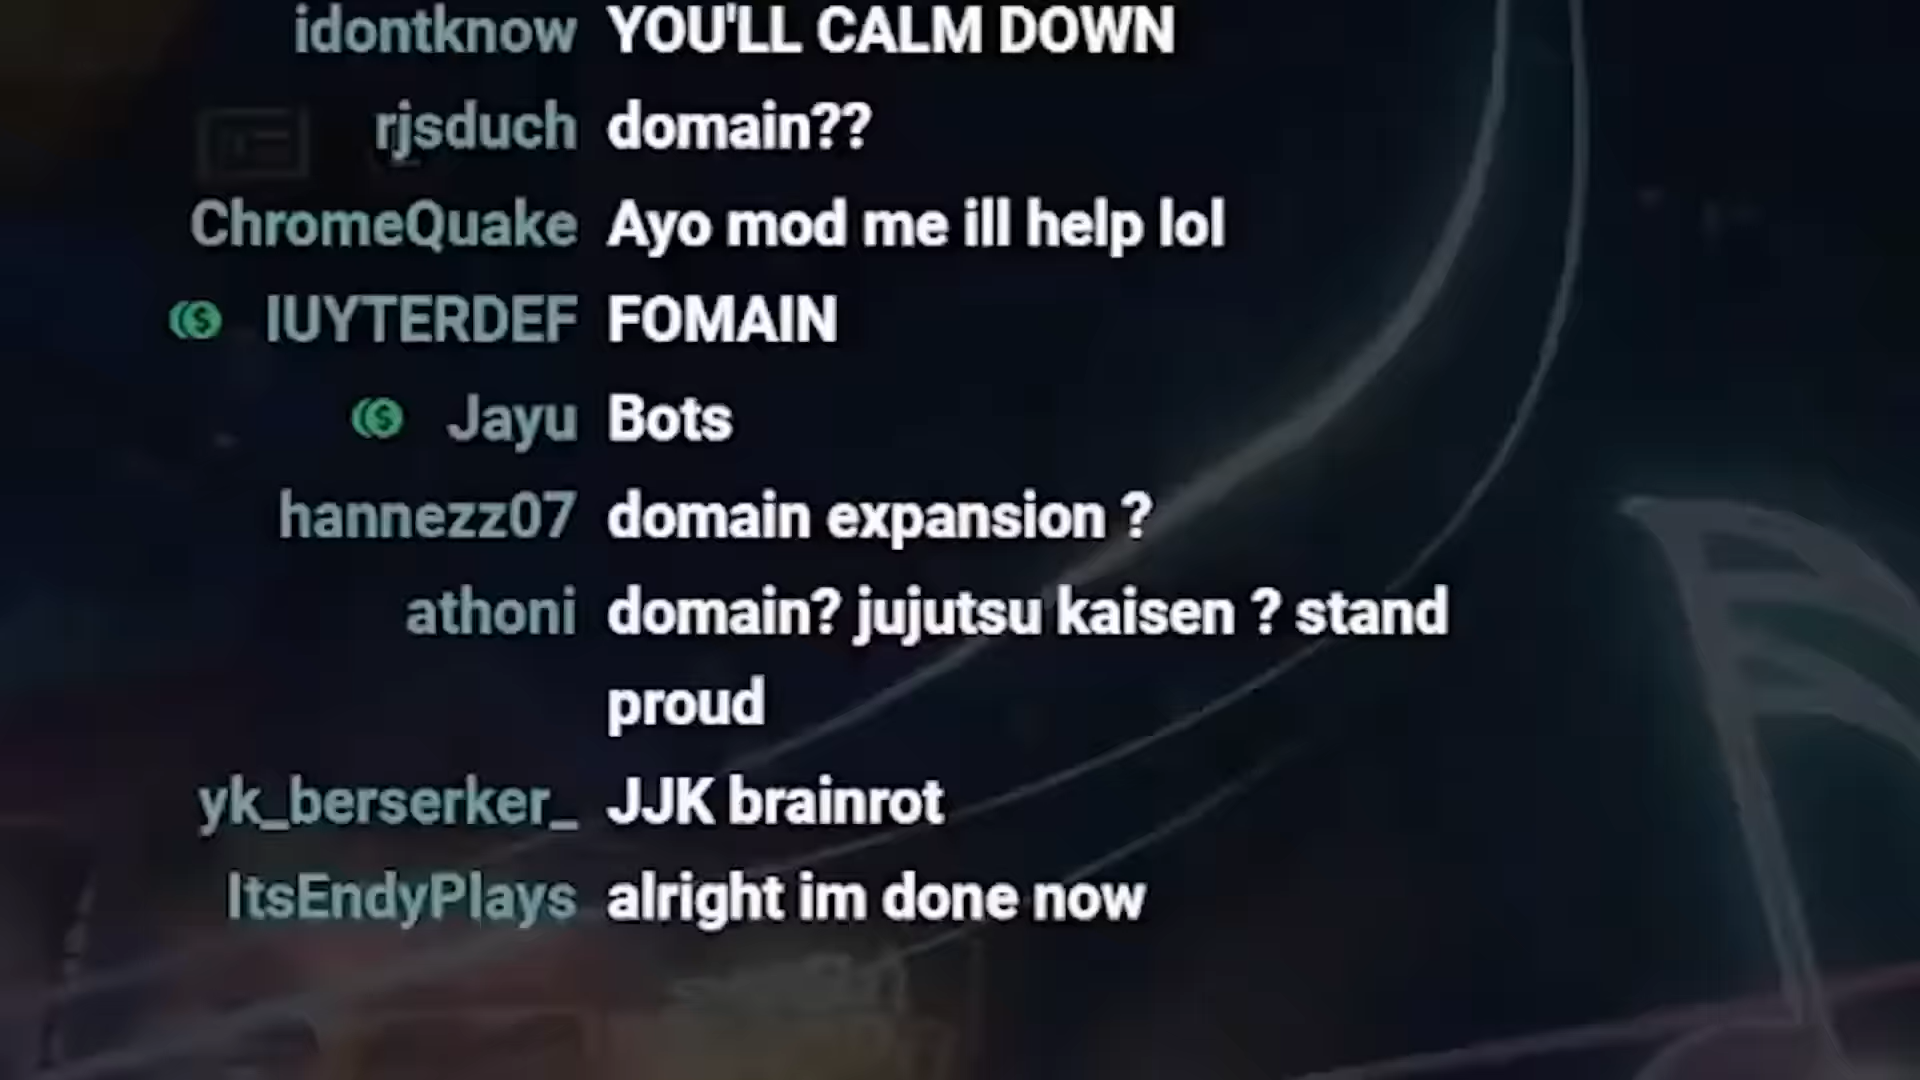 idontknow YOU'LL CALM DOWN
rjsduch domain??
ChromeQuake Ayo mod me ill help lol
IUYTERDEF FOMAIN
Jayu Bots
hannezz07 domain expansion ?
athoni domain? jujutsu kaisen ? stand
proud
yk_berserker_ JJK brainrot
ItsEndyPlays alright im done now